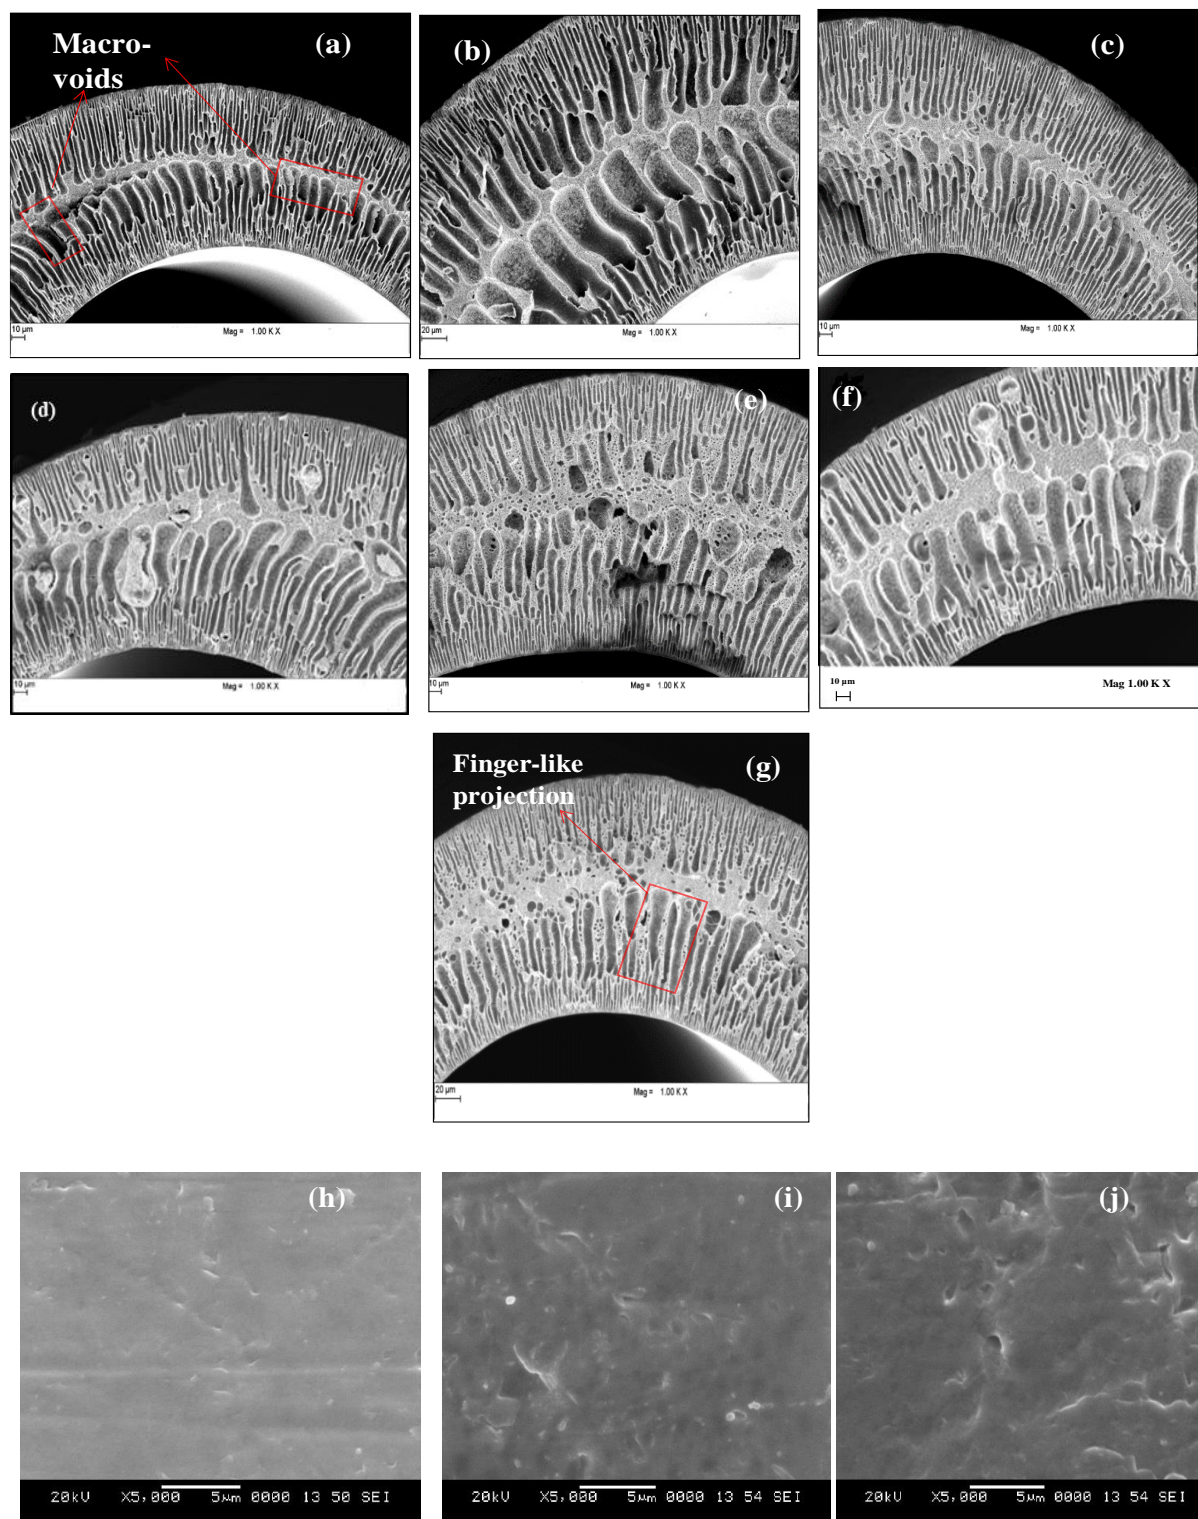 Macro-
voids
(a)
(b)
(c)
10 µm
Mag = 1.00 K X
20 µm
Mag = 1.00 K X
10 µm
Mag = 1.00 K X
(d)
(e)
(f)
10 µm
Mag = 1.00 K X
10 µm
Mag = 1.00 K X
10 µm
Mag 1.00 K X
Finger-like
projection
(g)
20 µm
Mag = 1.00 K X
(h)
(i)
(j)
20kV X5,000 5µm 0000 13 50 SEI
20kV X5,000 5µm 0000 13 54 SEI
20kV X5,000 5µm 0000 13 54 SEI